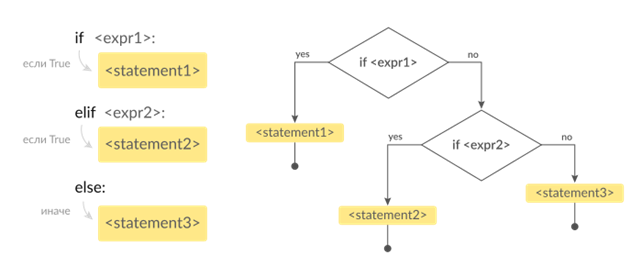 if <expr1>:
если True
<statement1>
elif <expr2>:
если True
<statement2>
else:
иначе
<statement3>
if <expr1>
yes
no
<statement1>
if <expr2>
yes
no
<statement2>
<statement3>